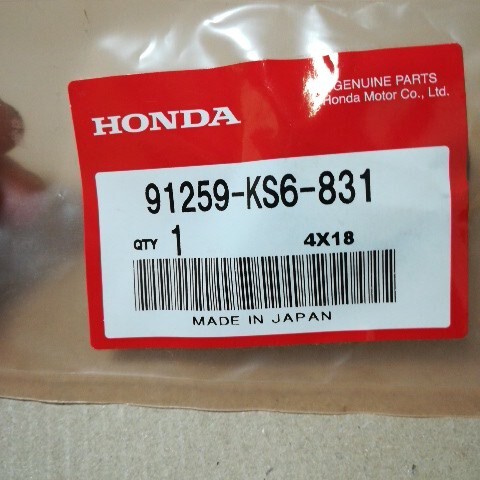 GENUINE PARTS
Honda Motor Co., Ltd.
HONDA
91259-KS6-831
QTY 1 4X18
MADE IN JAPAN